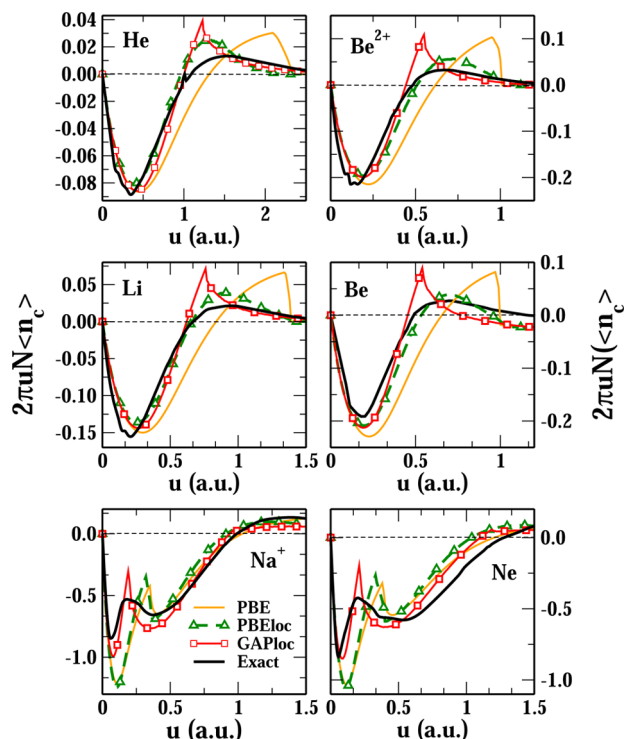 0.04
0.02
0.00
-0.02
-0.04
-0.06
-0.08
He
0 1 2
u (a.u.)
Be2+
0.1
0.0
-0.1
-0.2
0 0.5 1
u (a.u.)
2πuN<n_c>
0.05
0.00
-0.05
-0.10
-0.15
Li
0 0.5 1 1.5
u (a.u.)
Be
0.1
0.0
-0.1
-0.2
0 0.5 1
u (a.u.)
2πuN(<n_c>
0.0
-0.5
-1.0
Na+
PBE
PBEloc
GAPloc
Exact
0 0.5 1 1.5
u (a.u.)
Ne
0.0
-0.5
-1.0
0 0.5 1 1.5
u (a.u.)